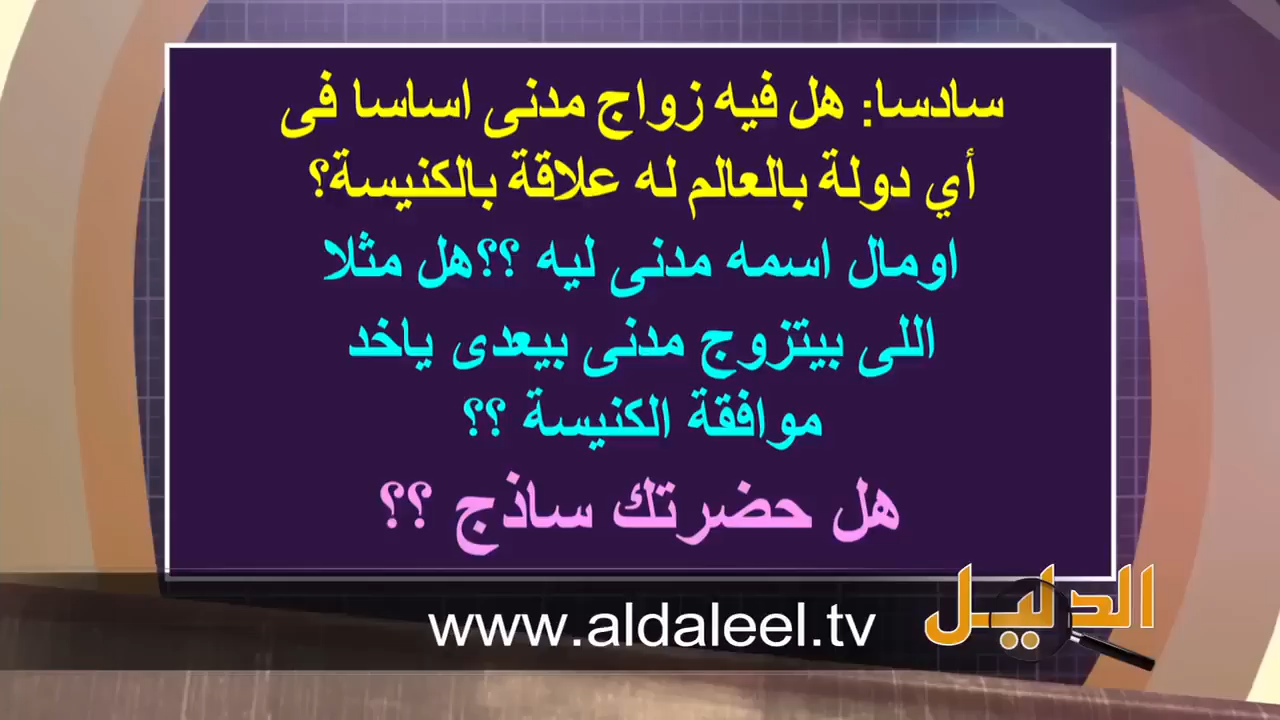 سادسا: هل فيه زواج مدنى اساسا فى
أي دولة بالعالم له علاقة بالكنيسة؟
اومال اسمه مدنى ليه ؟؟هل مثلا
اللى بيتزوج مدنى بيعدى ياخد
موافقة الكنيسة ؟؟
هل حضرتك ساذج ؟؟
الدليل
www.aldaleel.tv